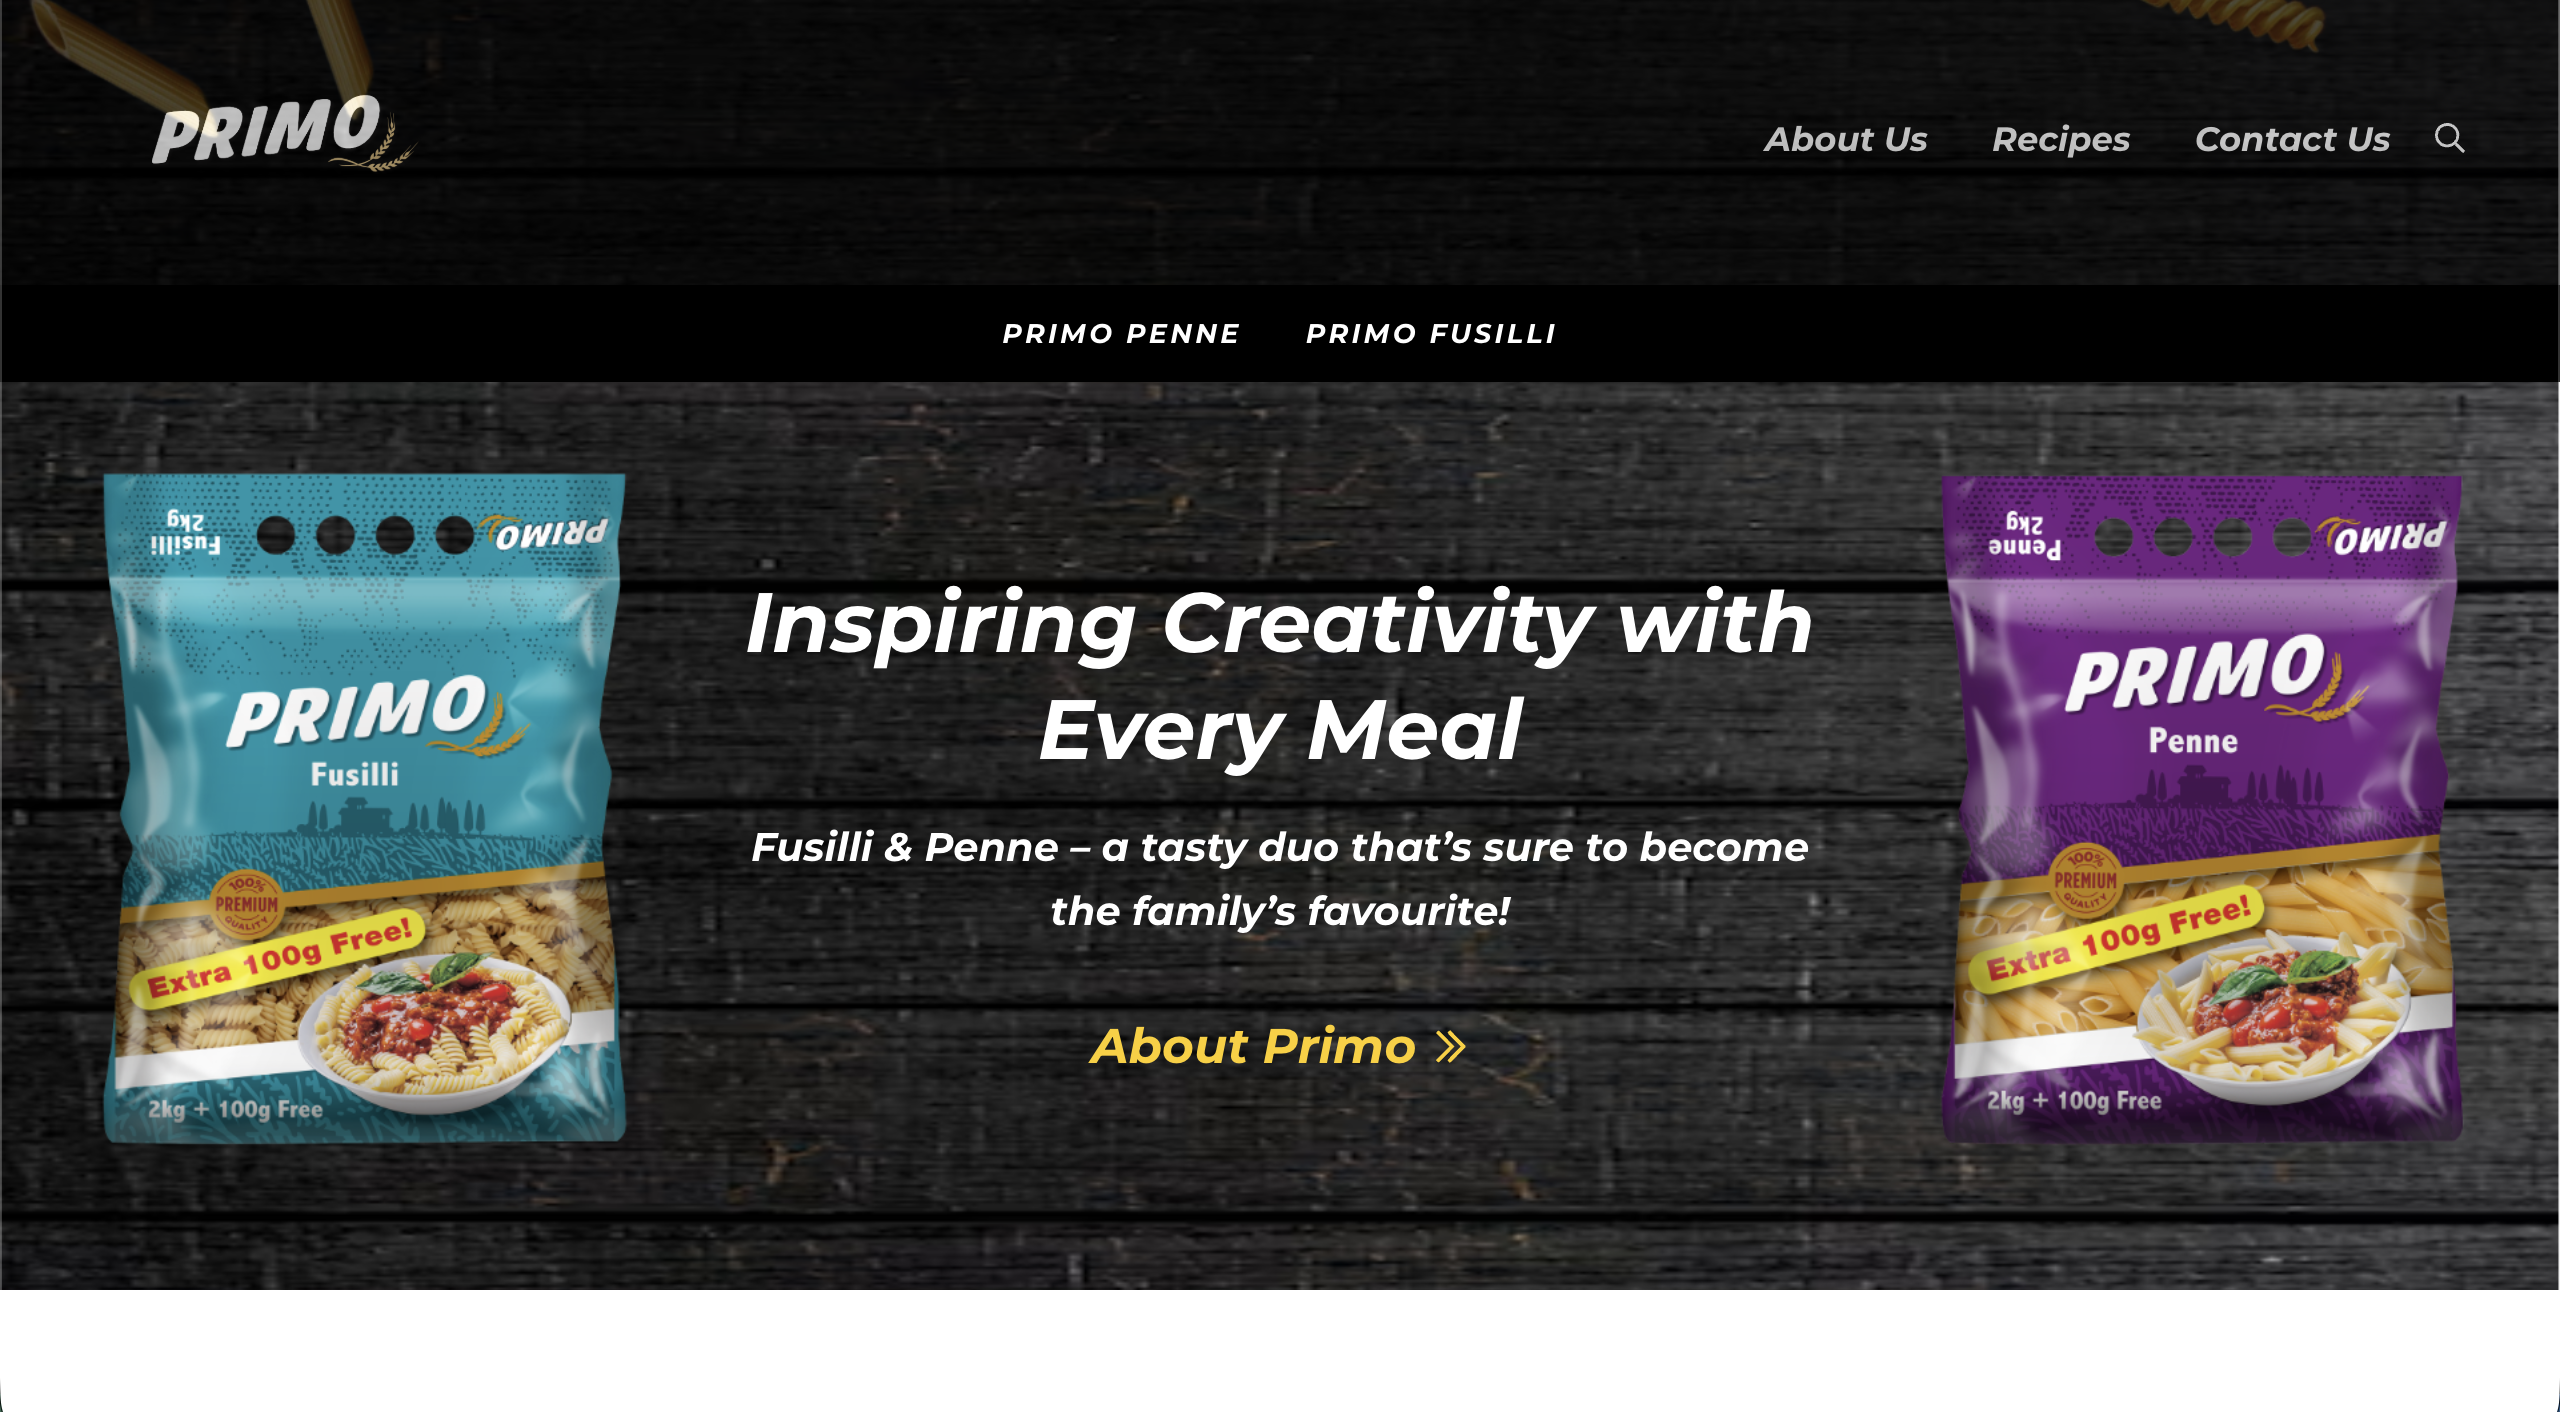 PRIMO
About Us
Recipes
Contact Us
PRIMO PENNE
PRIMO FUSILLI
Fusilli
2kg
PRIMO
PRIMO
Fusilli
100%
PREMIUM
QUALITY
Extra 100g Free!
2kg + 100g Free
Inspiring Creativity with
Every Meal
Fusilli & Penne – a tasty duo that’s sure to become
the family’s favourite!
About Primo
Penne
2kg
PRIMO
PRIMO
Penne
100%
PREMIUM
QUALITY
Extra 100g Free!
2kg + 100g Free